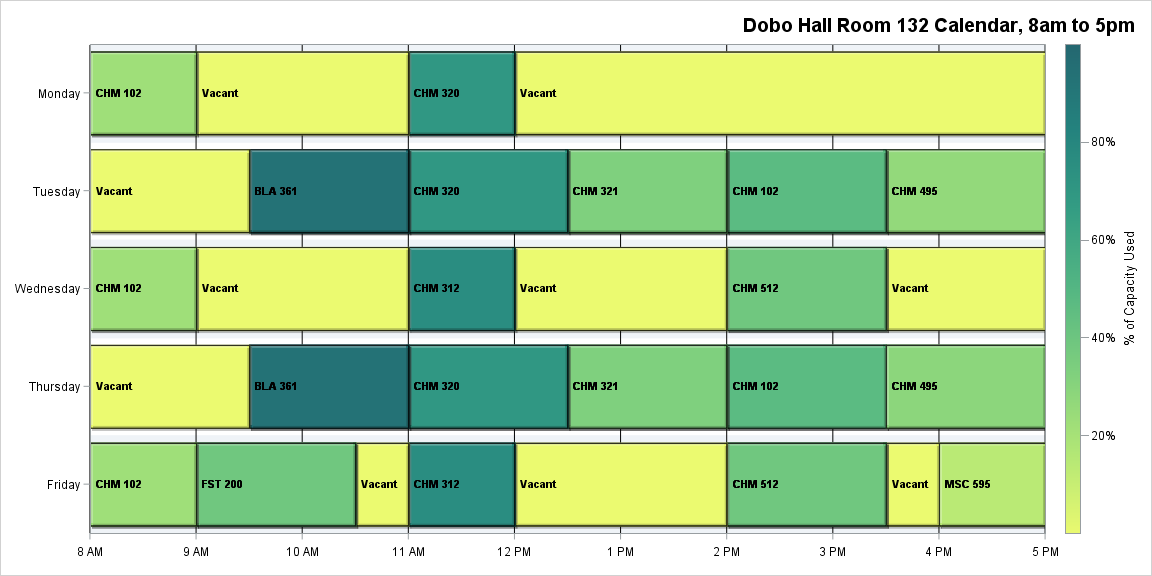 Dobo Hall Room 132 Calendar, 8am to 5pm
Monday
CHM 102
Vacant
CHM 320
Vacant
Tuesday
Vacant
BLA 361
CHM 320
CHM 321
CHM 102
CHM 495
Wednesday
CHM 102
Vacant
CHM 312
Vacant
CHM 512
Vacant
Thursday
Vacant
BLA 361
CHM 320
CHM 321
CHM 102
CHM 495
Friday
CHM 102
FST 200
Vacant
CHM 312
Vacant
CHM 512
Vacant
MSC 595
8 AM
9 AM
10 AM
11 AM
12 PM
1 PM
2 PM
3 PM
4 PM
5 PM
80%
60%
40%
20%
% of Capacity Used